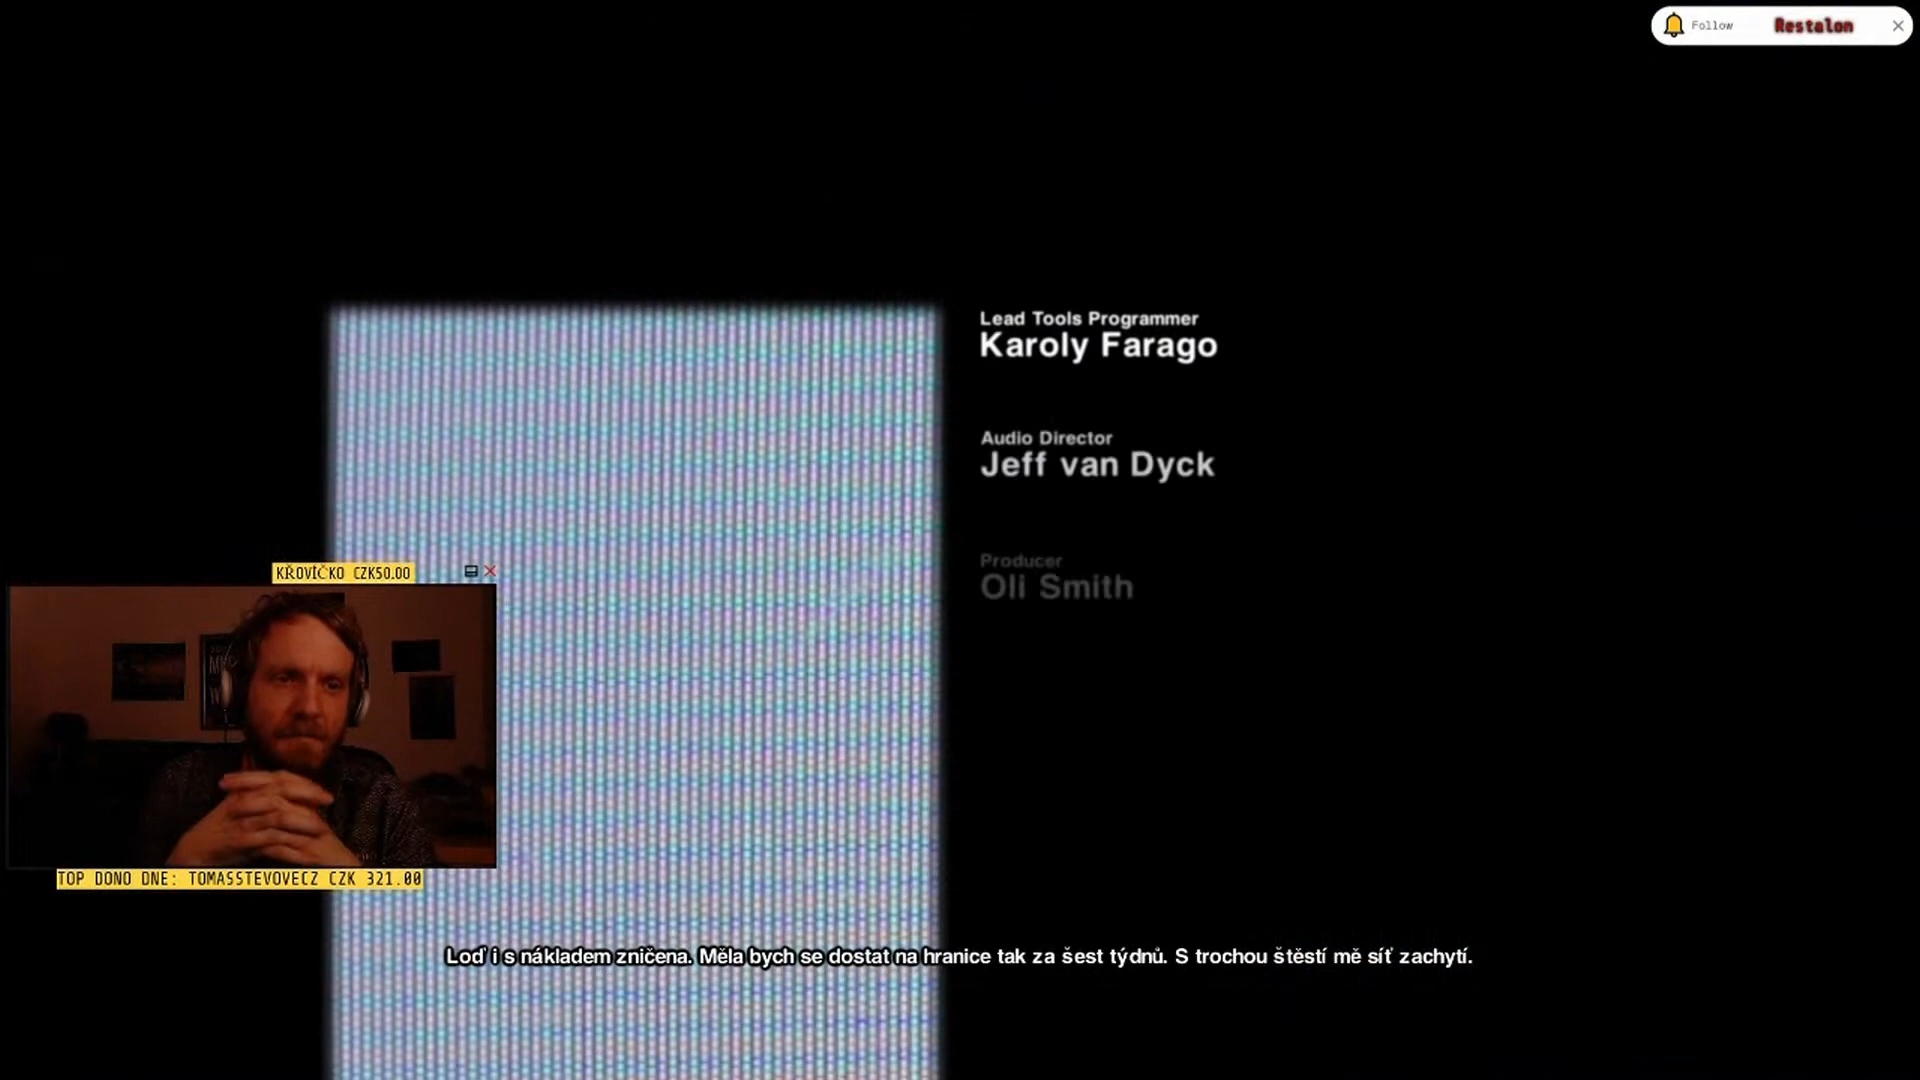 Follow Restalon
Lead Tools Programmer
Karoly Farago
Audio Director
Jeff van Dyck
Producer
Oli Smith
KŘOVÍČKO CZK50.00
TOP DONO DNE: TOMASSTEVOVECZ CZK 321.00
Loď i s nákladem zničena. Měla bych se dostat na hranice tak za šest týdnů. S trochou štěstí mě síť zachytí.